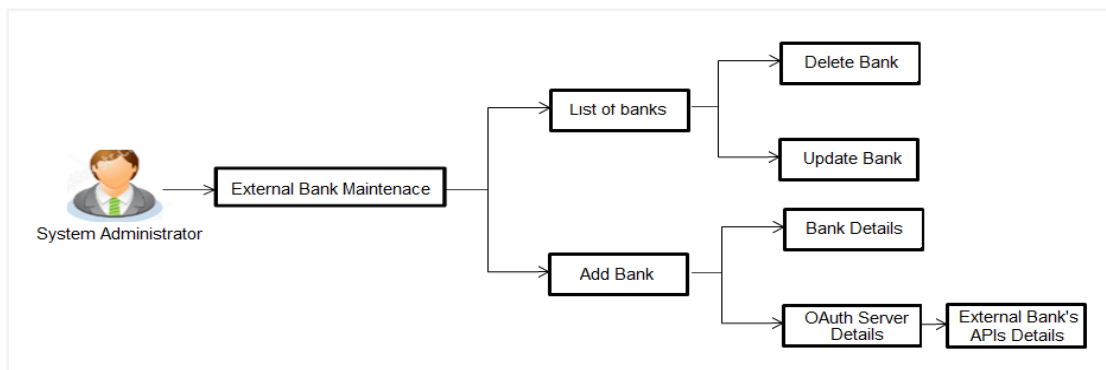 Delete Bank
List of banks
Update Bank
External Bank Maintenace
System Administrator
Bank Details
Add Bank
OAuth Server
Details
External Bank's
APIs Details